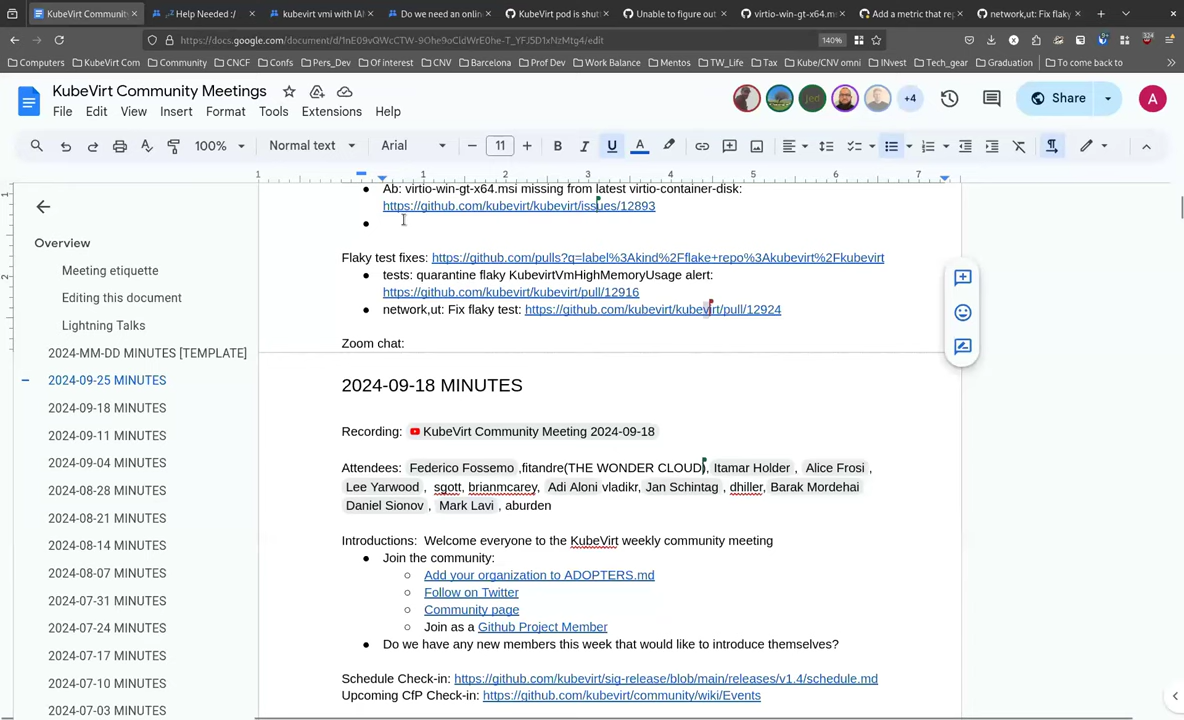 KubeVirt Communit
Help Needed :/
kubevirt vmi with IA
Do we need an onlin
KubeVirt pod is shut
Unable to figure out
virtio-win-gt-x64.ms
Add a metric that re
network,ut: Fix flaky
140%
Computers
KubeVirt Com
Community
CNCF
Confs
Pers_Dev
Of interest
CNV
Barcelona
Prof Dev
Work Balance
Mentos
TW_Life
Tax
Kube/CNV omni
INvest
Tech_gear
Graduation
To come back to
KubeVirt Community Meetings
File Edit View Insert Format Tools Extensions Help
+4
Share
A
100%
Normal text
Arial
11
1 1 2 3 4 5 6 7
Overview
Meeting etiquette
Editing this document
Lightning Talks
2024-MM-DD MINUTES [TEMPLATE]
2024-09-25 MINUTES
2024-09-18 MINUTES
2024-09-11 MINUTES
2024-09-04 MINUTES
2024-08-28 MINUTES
2024-08-21 MINUTES
2024-08-14 MINUTES
2024-08-07 MINUTES
2024-07-31 MINUTES
2024-07-24 MINUTES
2024-07-17 MINUTES
2024-07-10 MINUTES
2024-07-03 MINUTES
Ab: virtio-win-gt-x64.msi missing from latest virtio-container-disk:
https://github.com/kubevirt/kubevirt/issues/12893
Flaky test fixes: https://github.com/pulls?q=label%3Akind%2Fflake+repo%3Akubevirt%2Fkubevirt
tests: quarantine flaky KubevirtVmHighMemoryUsage alert:
https://github.com/kubevirt/kubevirt/pull/12916
network,ut: Fix flaky test: https://github.com/kubevirt/kubevirt/pull/12924
Zoom chat:
2024-09-18 MINUTES
Recording: KubeVirt Community Meeting 2024-09-18
Attendees: Federico Fossemo ,fitandre(THE WONDER CLOUD), Itamar Holder , Alice Frosi ,
Lee Yarwood , sgott, brianmcarey, Adi Aloni vladikr, Jan Schintag , dhiller, Barak Mordehai
Daniel Sionov , Mark Lavi , aburden
Introductions: Welcome everyone to the KubeVirt weekly community meeting
Join the community:
Add your organization to ADOPTERS.md
Follow on Twitter
Community page
Join as a Github Project Member
Do we have any new members this week that would like to introduce themselves?
Schedule Check-in: https://github.com/kubevirt/sig-release/blob/main/releases/v1.4/schedule.md
Upcoming CfP Check-in: https://github.com/kubevirt/community/wiki/Events